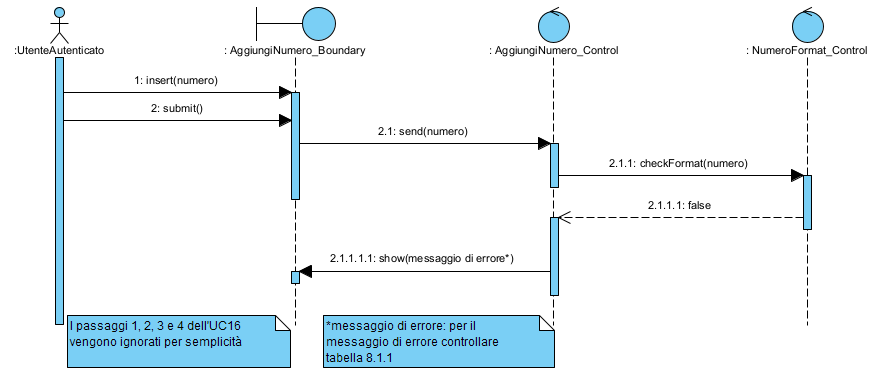 :UtenteAutenticato
: AggiungiNumero_Boundary
: AggiungiNumero_Control
: NumeroFormat_Control
1: insert(numero)
2: submit()
2.1: send(numero)
2.1.1: checkFormat(numero)
2.1.1.1: false
2.1.1.1.1: show(messaggio di errore*)
I passaggi 1, 2, 3 e 4 dell'UC16
vengono ignorati per semplicità
*messaggio di errore: per il
messaggio di errore controllare
tabella 8.1.1